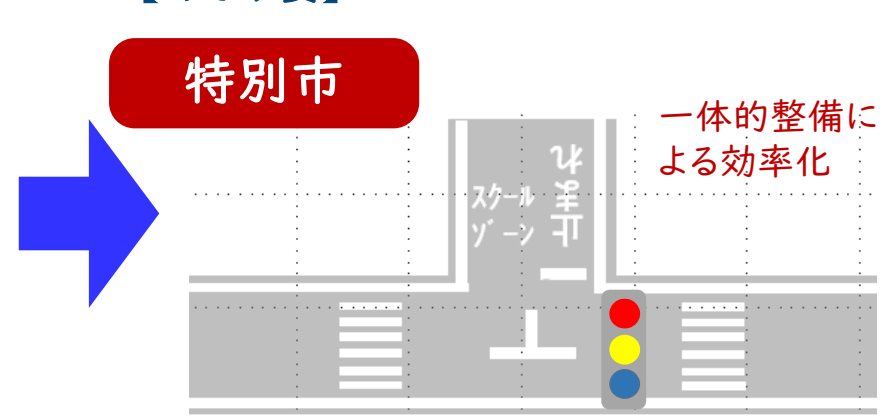 特別市
一体的整備に
よる効率化
止まれ
スクール
ゾーン